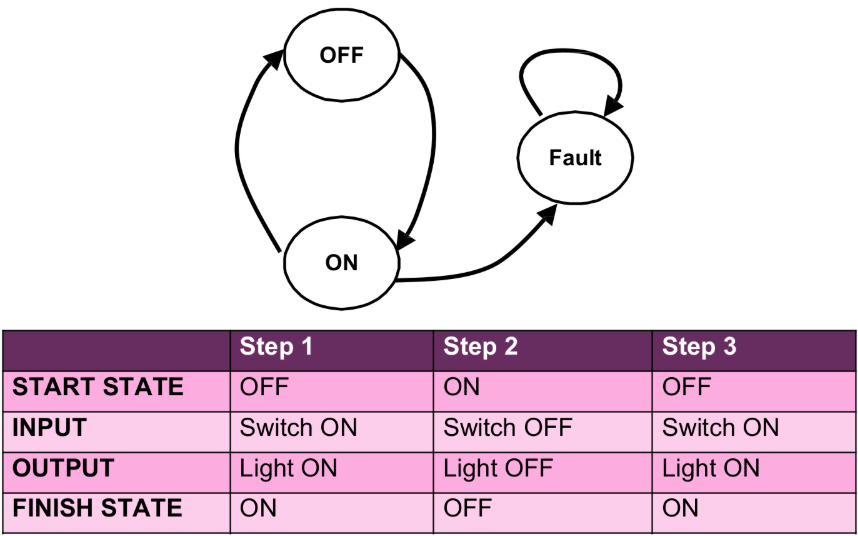 OFF
Fault
ON
Step 1 Step 2 Step 3
START STATE OFF ON OFF
INPUT Switch ON Switch OFF Switch ON
OUTPUT Light ON Light OFF Light ON
FINISH STATE ON OFF ON